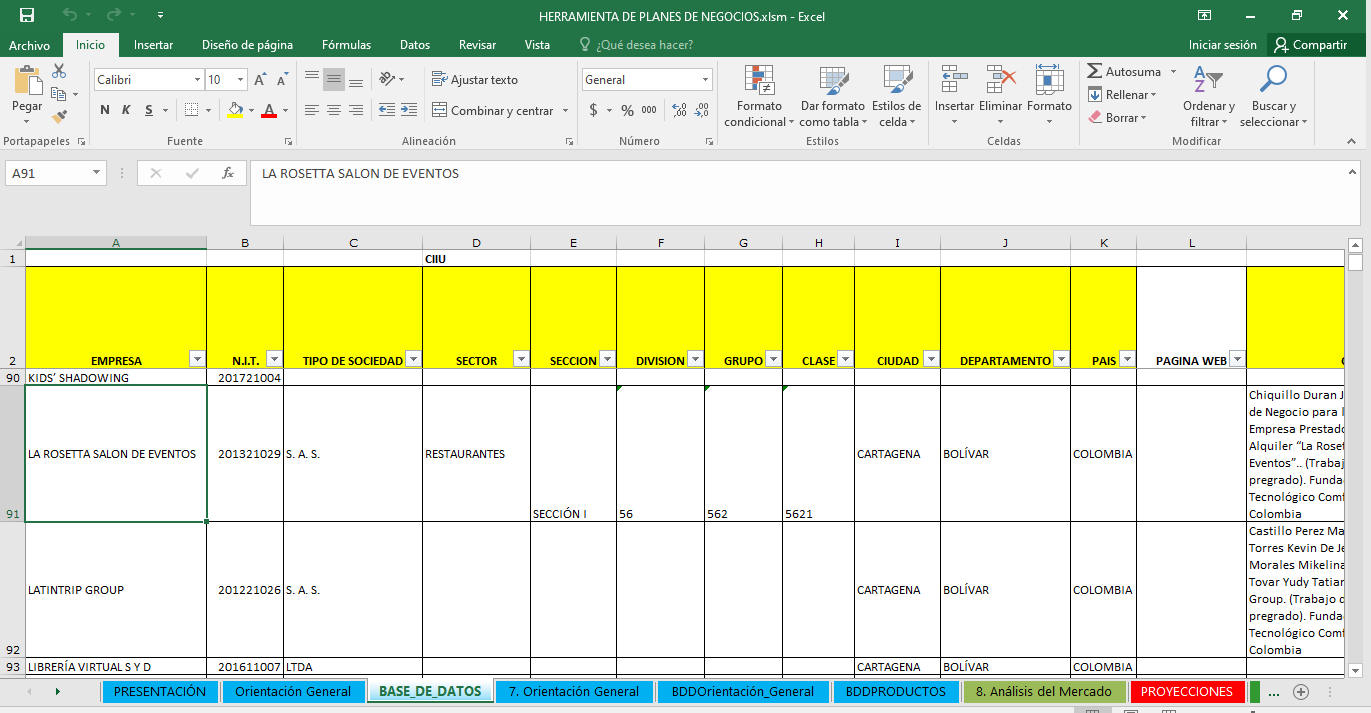 HERRAMIENTA DE PLANES DE NEGOCIOS.xlsm - Excel
Archivo Inicio Insertar Diseño de página Fórmulas Datos Revisar Vista ¿Qué desea hacer? Iniciar sesión Compartir
Calibri 10 Ajustar texto General Autosuma
Pegar Formato Dar formato Estilos de Insertar Eliminar Formato Rellenar Ordenar y Buscar y
N K S Combinar y centrar $ % 000 condicional como tabla celda Borrar filtrar seleccionar
Portapapeles Fuente Alineación Número Estilos Celdas Modificar
A91 fx LA ROSETTA SALON DE EVENTOS
A B C D E F G H I J K L
1 CIIU
2 EMPRESA N.I.T. TIPO DE SOCIEDAD SECTOR SECCION DIVISION GRUPO CLASE CIUDAD DEPARTAMENTO PAIS PAGINA WEB
90 KIDS’ SHADOWING 201721004
Chiquillo Duran J
de Negocio para l
Empresa Prestado
Alquiler “La Roset
91 LA ROSETTA SALON DE EVENTOS 201321029 S. A. S. RESTAURANTES SECCIÓN I 56 562 5621 CARTAGENA BOLÍVAR COLOMBIA
Eventos”.. (Trabaj
pregrado). Funda
Tecnológico Comf
Colombia
Castillo Perez Ma
Torres Kevin De Je
Morales Mikelina
Tovar Yudy Tatian
92 LATINTRIP GROUP 201221026 S. A. S. CARTAGENA BOLÍVAR COLOMBIA
Group. (Trabajo d
pregrado). Funda
Tecnológico Comf
Colombia
93 LIBRERÍA VIRTUAL S Y D 201611007 LTDA CARTAGENA BOLÍVAR COLOMBIA
PRESENTACIÓN Orientación General BASE_DE_DATOS 7. Orientación General BDDOrientación_General BDDPRODUCTOS 8. Análisis del Mercado PROYECCIONES ...